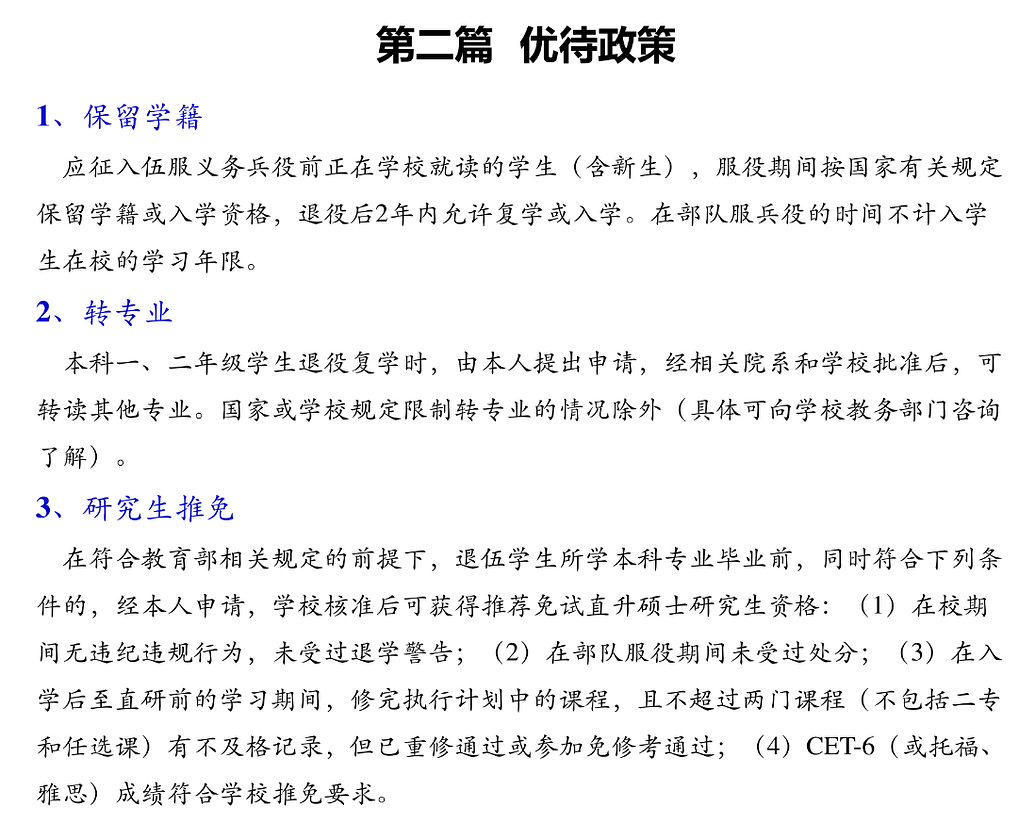 第二篇 优待政策
1、保留学籍
应征入伍服义务兵役前正在学校就读的学生（含新生），服役期间按国家有关规定
保留学籍或入学资格，退役后2年内允许复学或入学。在部队服兵役的时间不计入学
生在校的学习年限。
2、转专业
本科一、二年级学生退役复学时，由本人提出申请，经相关院系和学校批准后，可
转读其他专业。国家或学校规定限制转专业的情况除外（具体可向学校教务部门咨询
了解）。
3、研究生推免
在符合教育部相关规定的前提下，退伍学生所学本科专业毕业前，同时符合下列条
件的，经本人申请，学校核准后可获得推荐免试直升硕士研究生资格：（1）在校期
间无违纪违规行为，未受过退学警告；（2）在部队服役期间未受过处分；（3）在入
学后至直研前的学习期间，修完执行计划中的课程，且不超过两门课程（不包括二专
和任选课）有不及格记录，但已重修通过或参加免修考通过；（4）CET-6（或托福、
雅思）成绩符合学校推免要求。